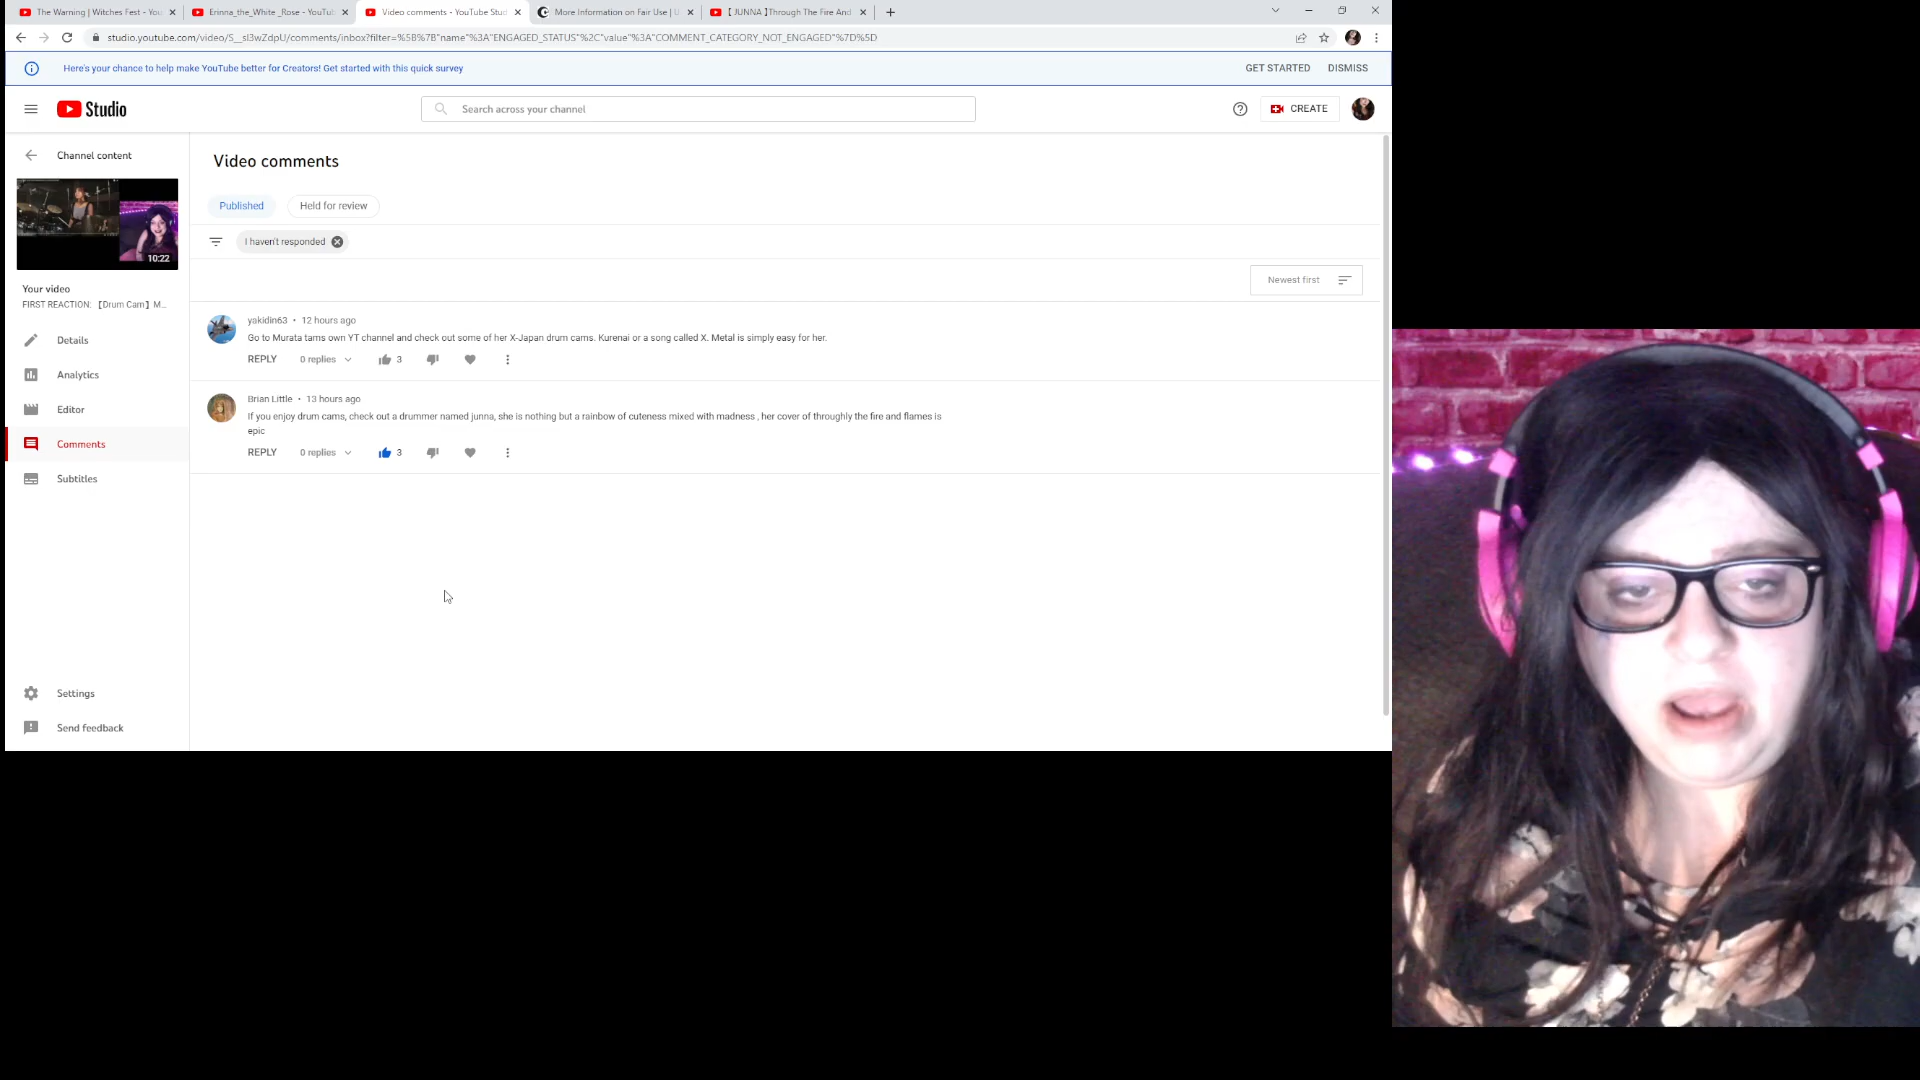 The Warning | Witches Fest - You
Erinna_the_White _Rose - YouTub
Video comments - YouTube Stud
More Information on Fair Use | U
【 JUNNA 】Through The Fire And
studio.youtube.com/video/S__sl3wZdpU/comments/inbox?filter=%5B%7B"name"%3A"ENGAGED_STATUS"%2C"value"%3A"COMMENT_CATEGORY_NOT_ENGAGED"%7D%5D
Here's your chance to help make YouTube better for Creators! Get started with this quick survey
GET STARTED
DISMISS
Studio
Search across your channel
CREATE
Channel content
10:22
Your video
FIRST REACTION: 【Drum Cam】 M...
Details
Analytics
Editor
Comments
Subtitles
Settings
Send feedback
Video comments
Published
Held for review
I haven't responded
Newest first
yakidin63 • 12 hours ago
Go to Murata tams own YT channel and check out some of her X-Japan drum cams. Kurenai or a song called X. Metal is simply easy for her.
REPLY 0 replies 3
Brian Little • 13 hours ago
If you enjoy drum cams, check out a drummer named junna, she is nothing but a rainbow of cuteness mixed with madness , her cover of throughly the fire and flames is
epic
REPLY 0 replies 3